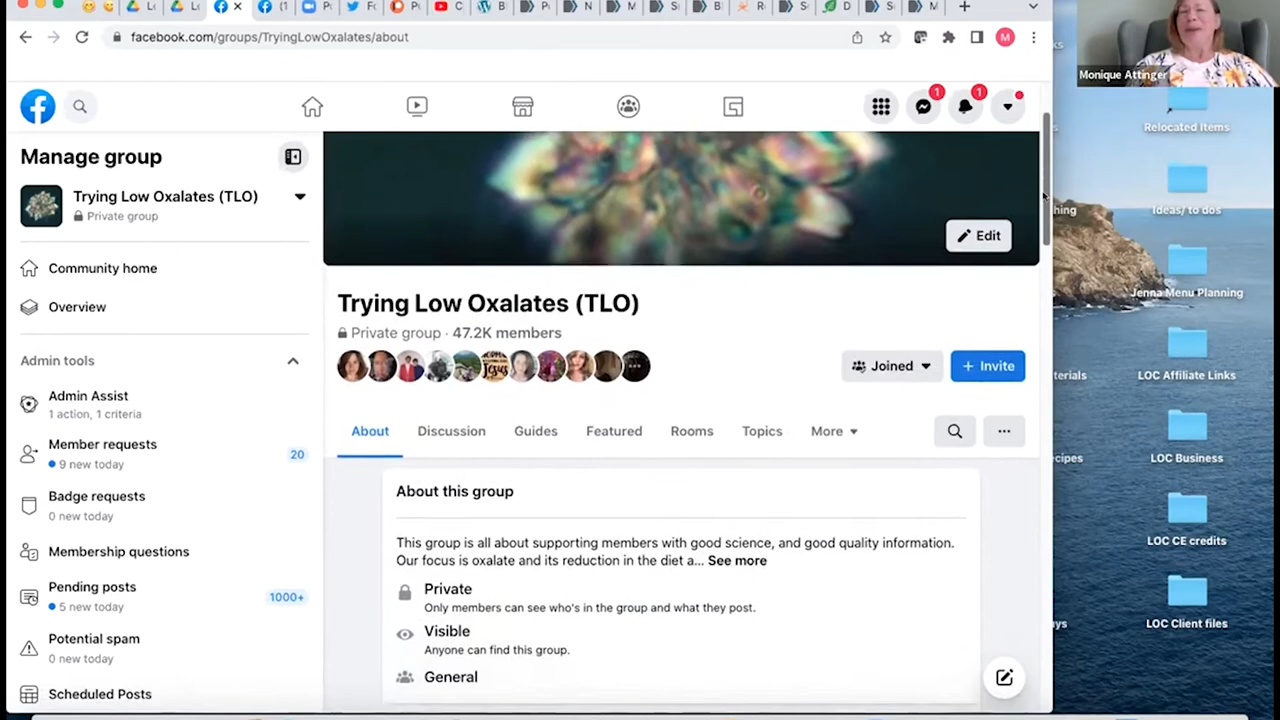 facebook.com/groups/TryingLowOxalates/about
M
Monique Attinger
Manage group
Trying Low Oxalates (TLO)
Private group
Community home
Overview
Admin tools
Admin Assist
1 action, 1 criteria
Member requests
9 new today
20
Badge requests
0 new today
Membership questions
Pending posts
5 new today
1000+
Potential spam
0 new today
Scheduled Posts
1
1
Edit
Trying Low Oxalates (TLO)
Private group · 47.2K members
Joined
+ Invite
About
Discussion
Guides
Featured
Rooms
Topics
More
About this group
This group is all about supporting members with good science, and good quality information.
Our focus is oxalate and its reduction in the diet a... See more
Private
Only members can see who's in the group and what they post.
Visible
Anyone can find this group.
General
Relocated Items
Ideas/ to dos
Jenna Menu Planning
LOC Affiliate Links
LOC Business
LOC CE credits
LOC Client files